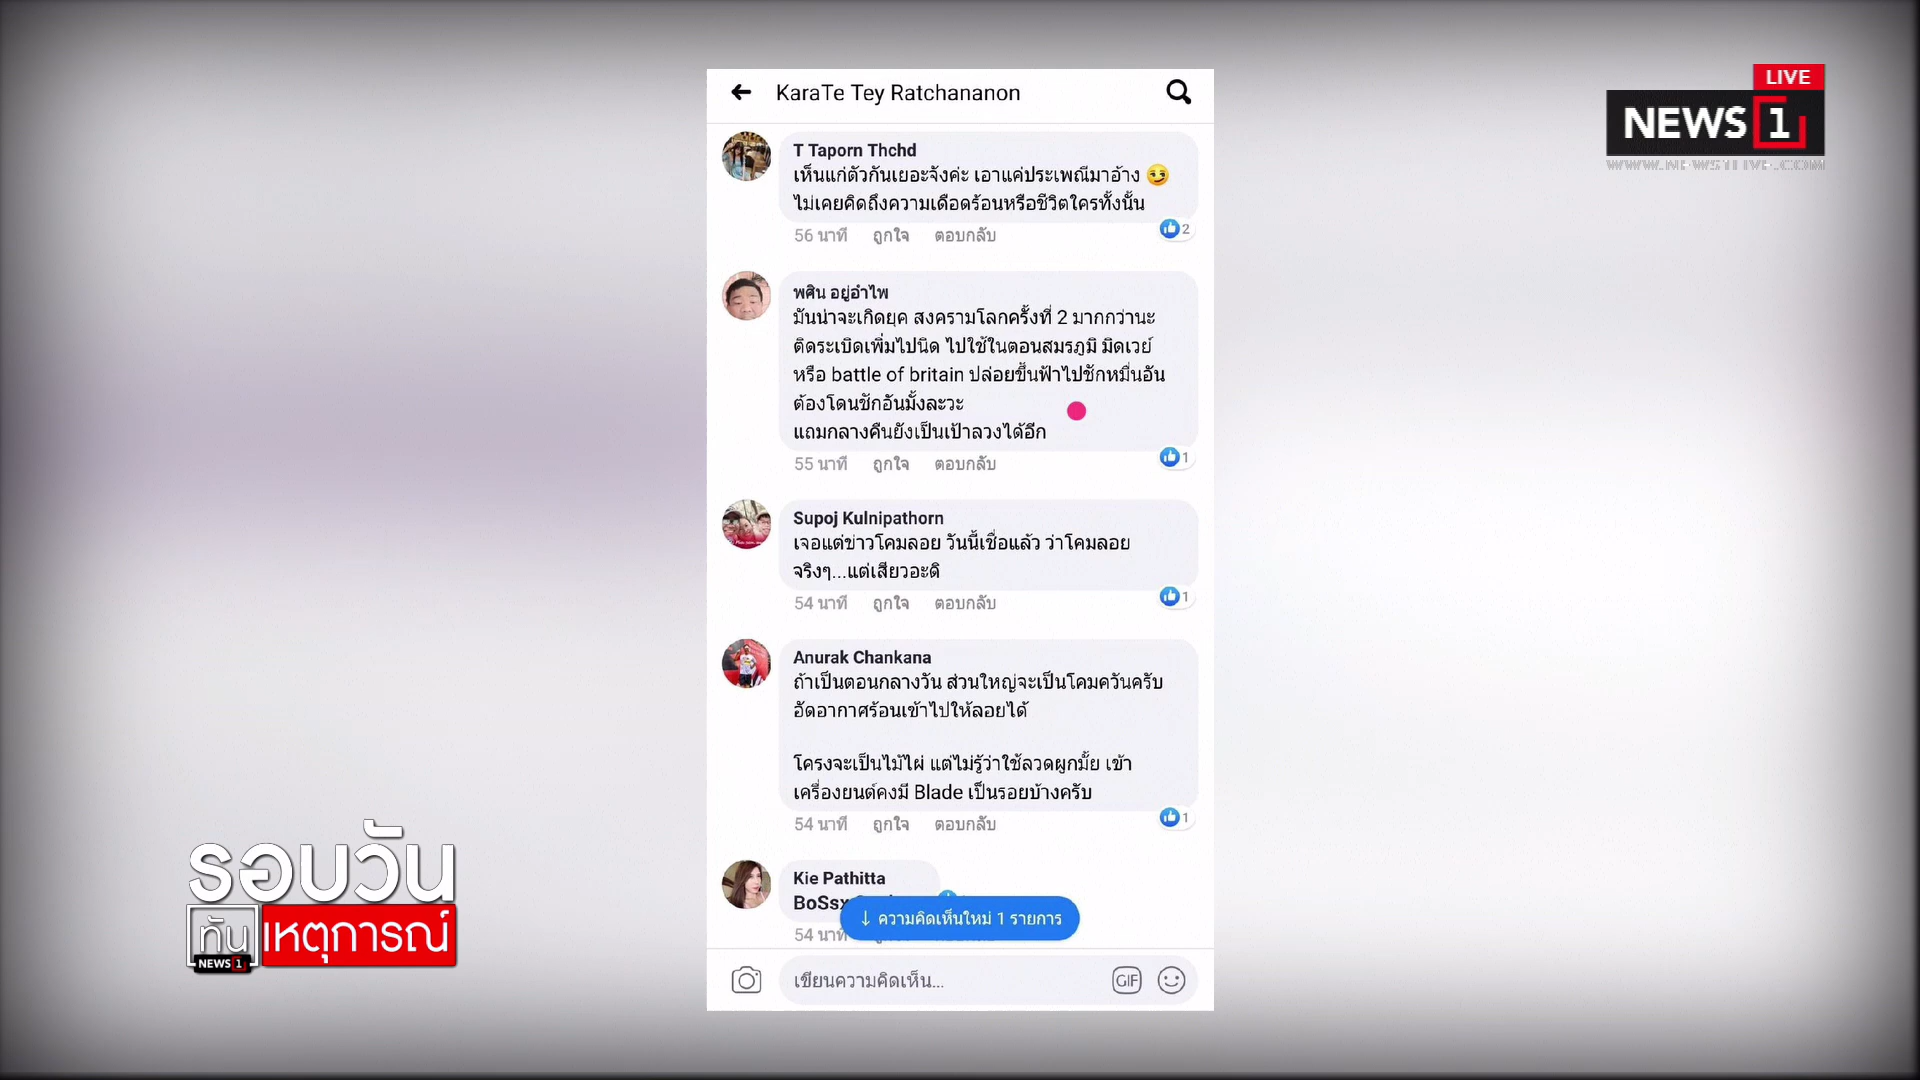 KaraTe Tey Ratchananon
LIVE
NEWS 1
WWW.NEWS1LIVE.COM
T Taporn Thchd
เห็นแก่ตัวกันเยอะจังค่ะ เอาแค่ประเพณีมาอ้าง 😏
ไม่เคยคิดถึงความเดือดร้อนหรือชีวิตใครทั้งนั้น
56 นาที ถูกใจ ตอบกลับ 2
พศิน อยู่อำไพ
มันน่าจะเกิดยุค สงครามโลกครั้งที่ 2 มากกว่านะ
ติดระเบิดเพิ่มไปนิด ไปใช้ในตอนสมรภูมิ มิดเวย์
หรือ battle of britain ปล่อยขึ้นฟ้าไปซักหมื่นอัน
ต้องโดนซักอันมั้งละวะ
แถมกลางคืนยังเป็นเป้าลวงได้อีก
55 นาที ถูกใจ ตอบกลับ 1
Supoj Kulnipathorn
เจอแต่ข่าวโคมลอย วันนี้เชื่อแล้ว ว่าโคมลอย
จริงๆ...แต่เสียวอะดิ
54 นาที ถูกใจ ตอบกลับ 1
Anurak Chankana
ถ้าเป็นตอนกลางวัน ส่วนใหญ่จะเป็นโคมควันครับ
อัดอากาศร้อนเข้าไปให้ลอยได้
โครงจะเป็นไม้ไผ่ แต่ไม่รู้ว่าใช้ลวดผูกมั้ย เข้า
เครื่องยนต์คงมี Blade เป็นรอยบ้างครับ
54 นาที ถูกใจ ตอบกลับ 1
Kie Pathitta
BoSsx
↓ ความคิดเห็นใหม่ 1 รายการ
54 นาที
เขียนความคิดเห็น...
GIF
รอบวัน
ทัน เหตุการณ์
NEWS 1